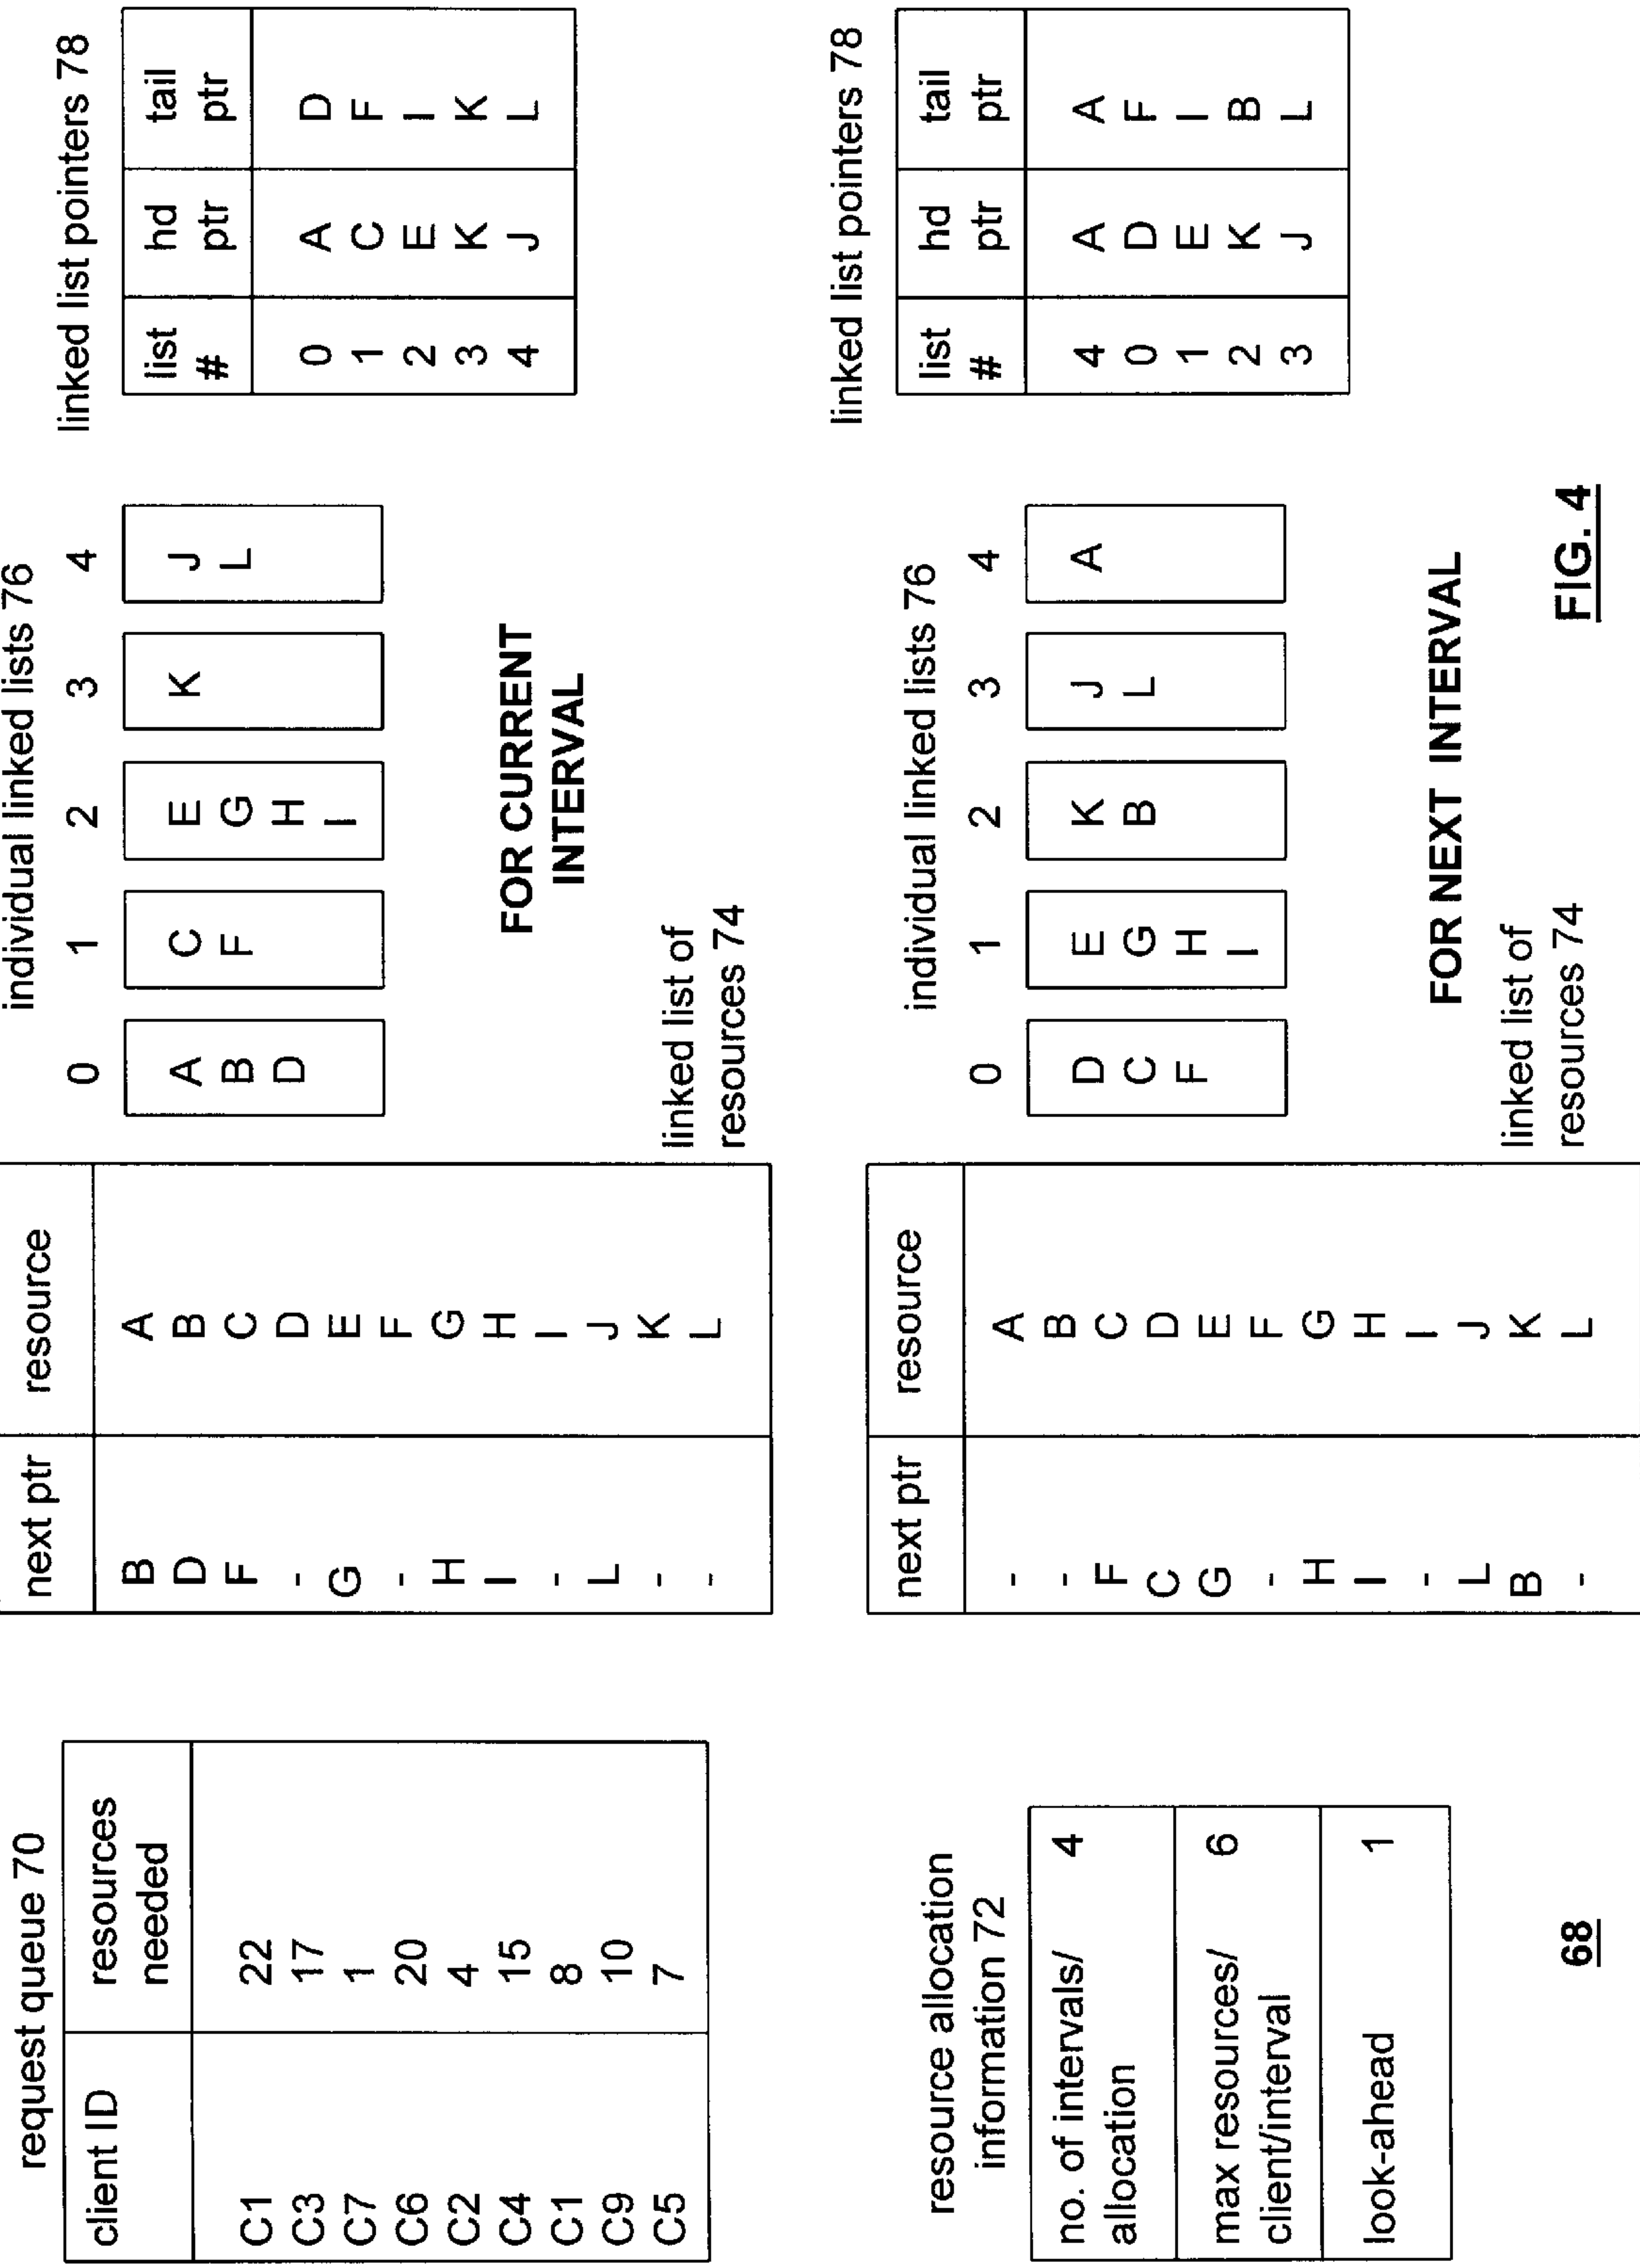 request queue 70
client ID resources needed
C1 22
C3 17
C7 1
C6 20
C2 4
C4 15
C1 8
C9 10
C5 7
next ptr resource
B A
D B
F C
- D
G E
- F
H G
I H
- I
L J
- K
- L
linked list of
resources 74
individual linked lists 76
0 1 2 3 4
A C E K J
B F G L
D H
I
FOR CURRENT
INTERVAL
linked list pointers 78
list hd tail
# ptr ptr
0 A D
1 C F
2 E I
3 K K
4 J L
resource allocation
information 72
no. of intervals/ 4
allocation
max resources/ 6
client/interval
look-ahead 1
68
next ptr resource
- A
- B
F C
C D
G E
- F
H G
I H
- I
L J
B K
- L
linked list of
resources 74
individual linked lists 76
0 1 2 3 4
D E K J A
C G B L
F H
I
FOR NEXT INTERVAL
linked list pointers 78
list hd tail
# ptr ptr
4 A A
0 D F
1 E I
2 K B
3 J L
FIG. 4